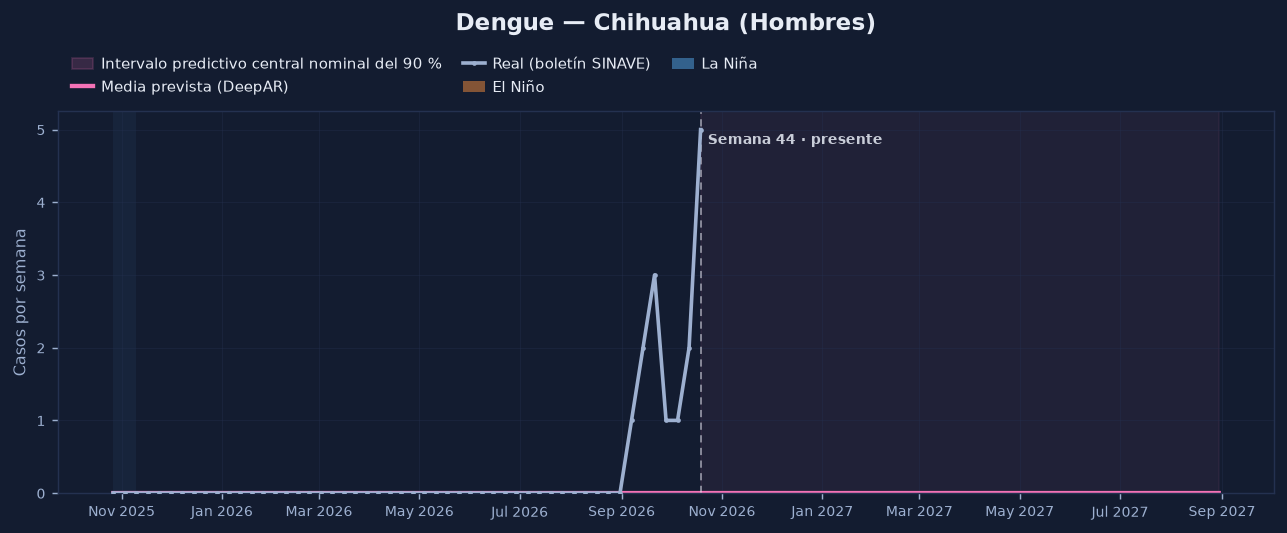 Dengue — Chihuahua (Hombres)
Intervalo predictivo central nominal del 90 %
Real (boletín SINAVE)
La Niña
Media prevista (DeepAR)
El Niño
Semana 44 · presente
Casos por semana
5
4
3
2
1
0
Nov 2025
Jan 2026
Mar 2026
May 2026
Jul 2026
Sep 2026
Nov 2026
Jan 2027
Mar 2027
May 2027
Jul 2027
Sep 2027